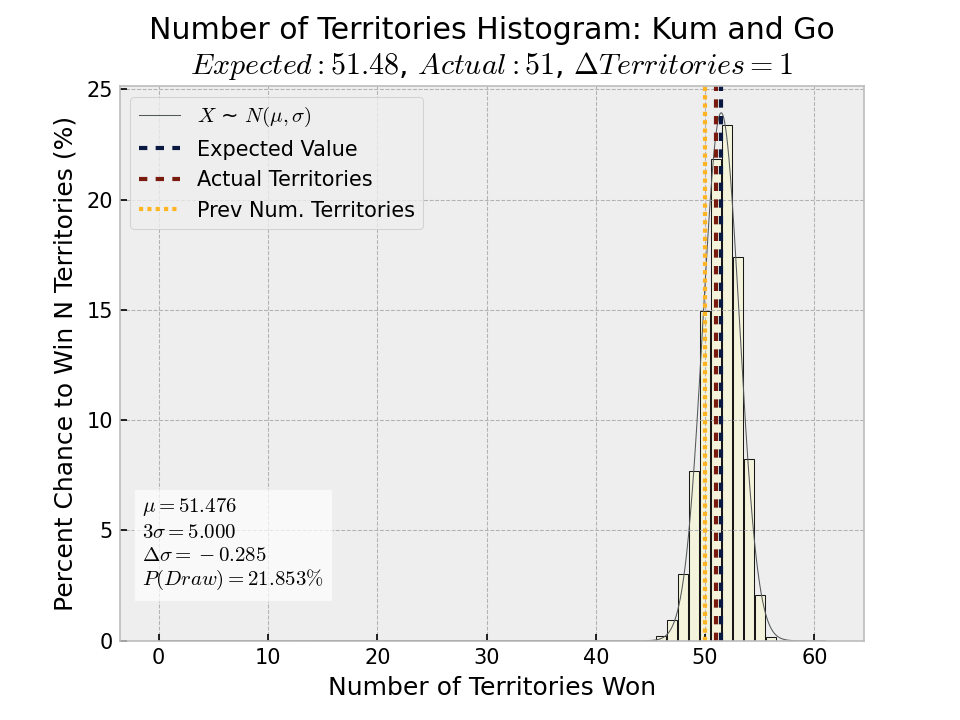 Number of Territories Histogram: Kum and Go
Expected : 51.48, Actual : 51, ΔTerritories = 1
Percent Chance to Win N Territories (%)
25
20
15
10
5
0
X ~ N(μ, σ)
Expected Value
Actual Territories
Prev Num. Territories
μ = 51.476
3σ = 5.000
Δσ = − 0.285
P(Draw) = 21.853%
0 10 20 30 40 50 60
Number of Territories Won